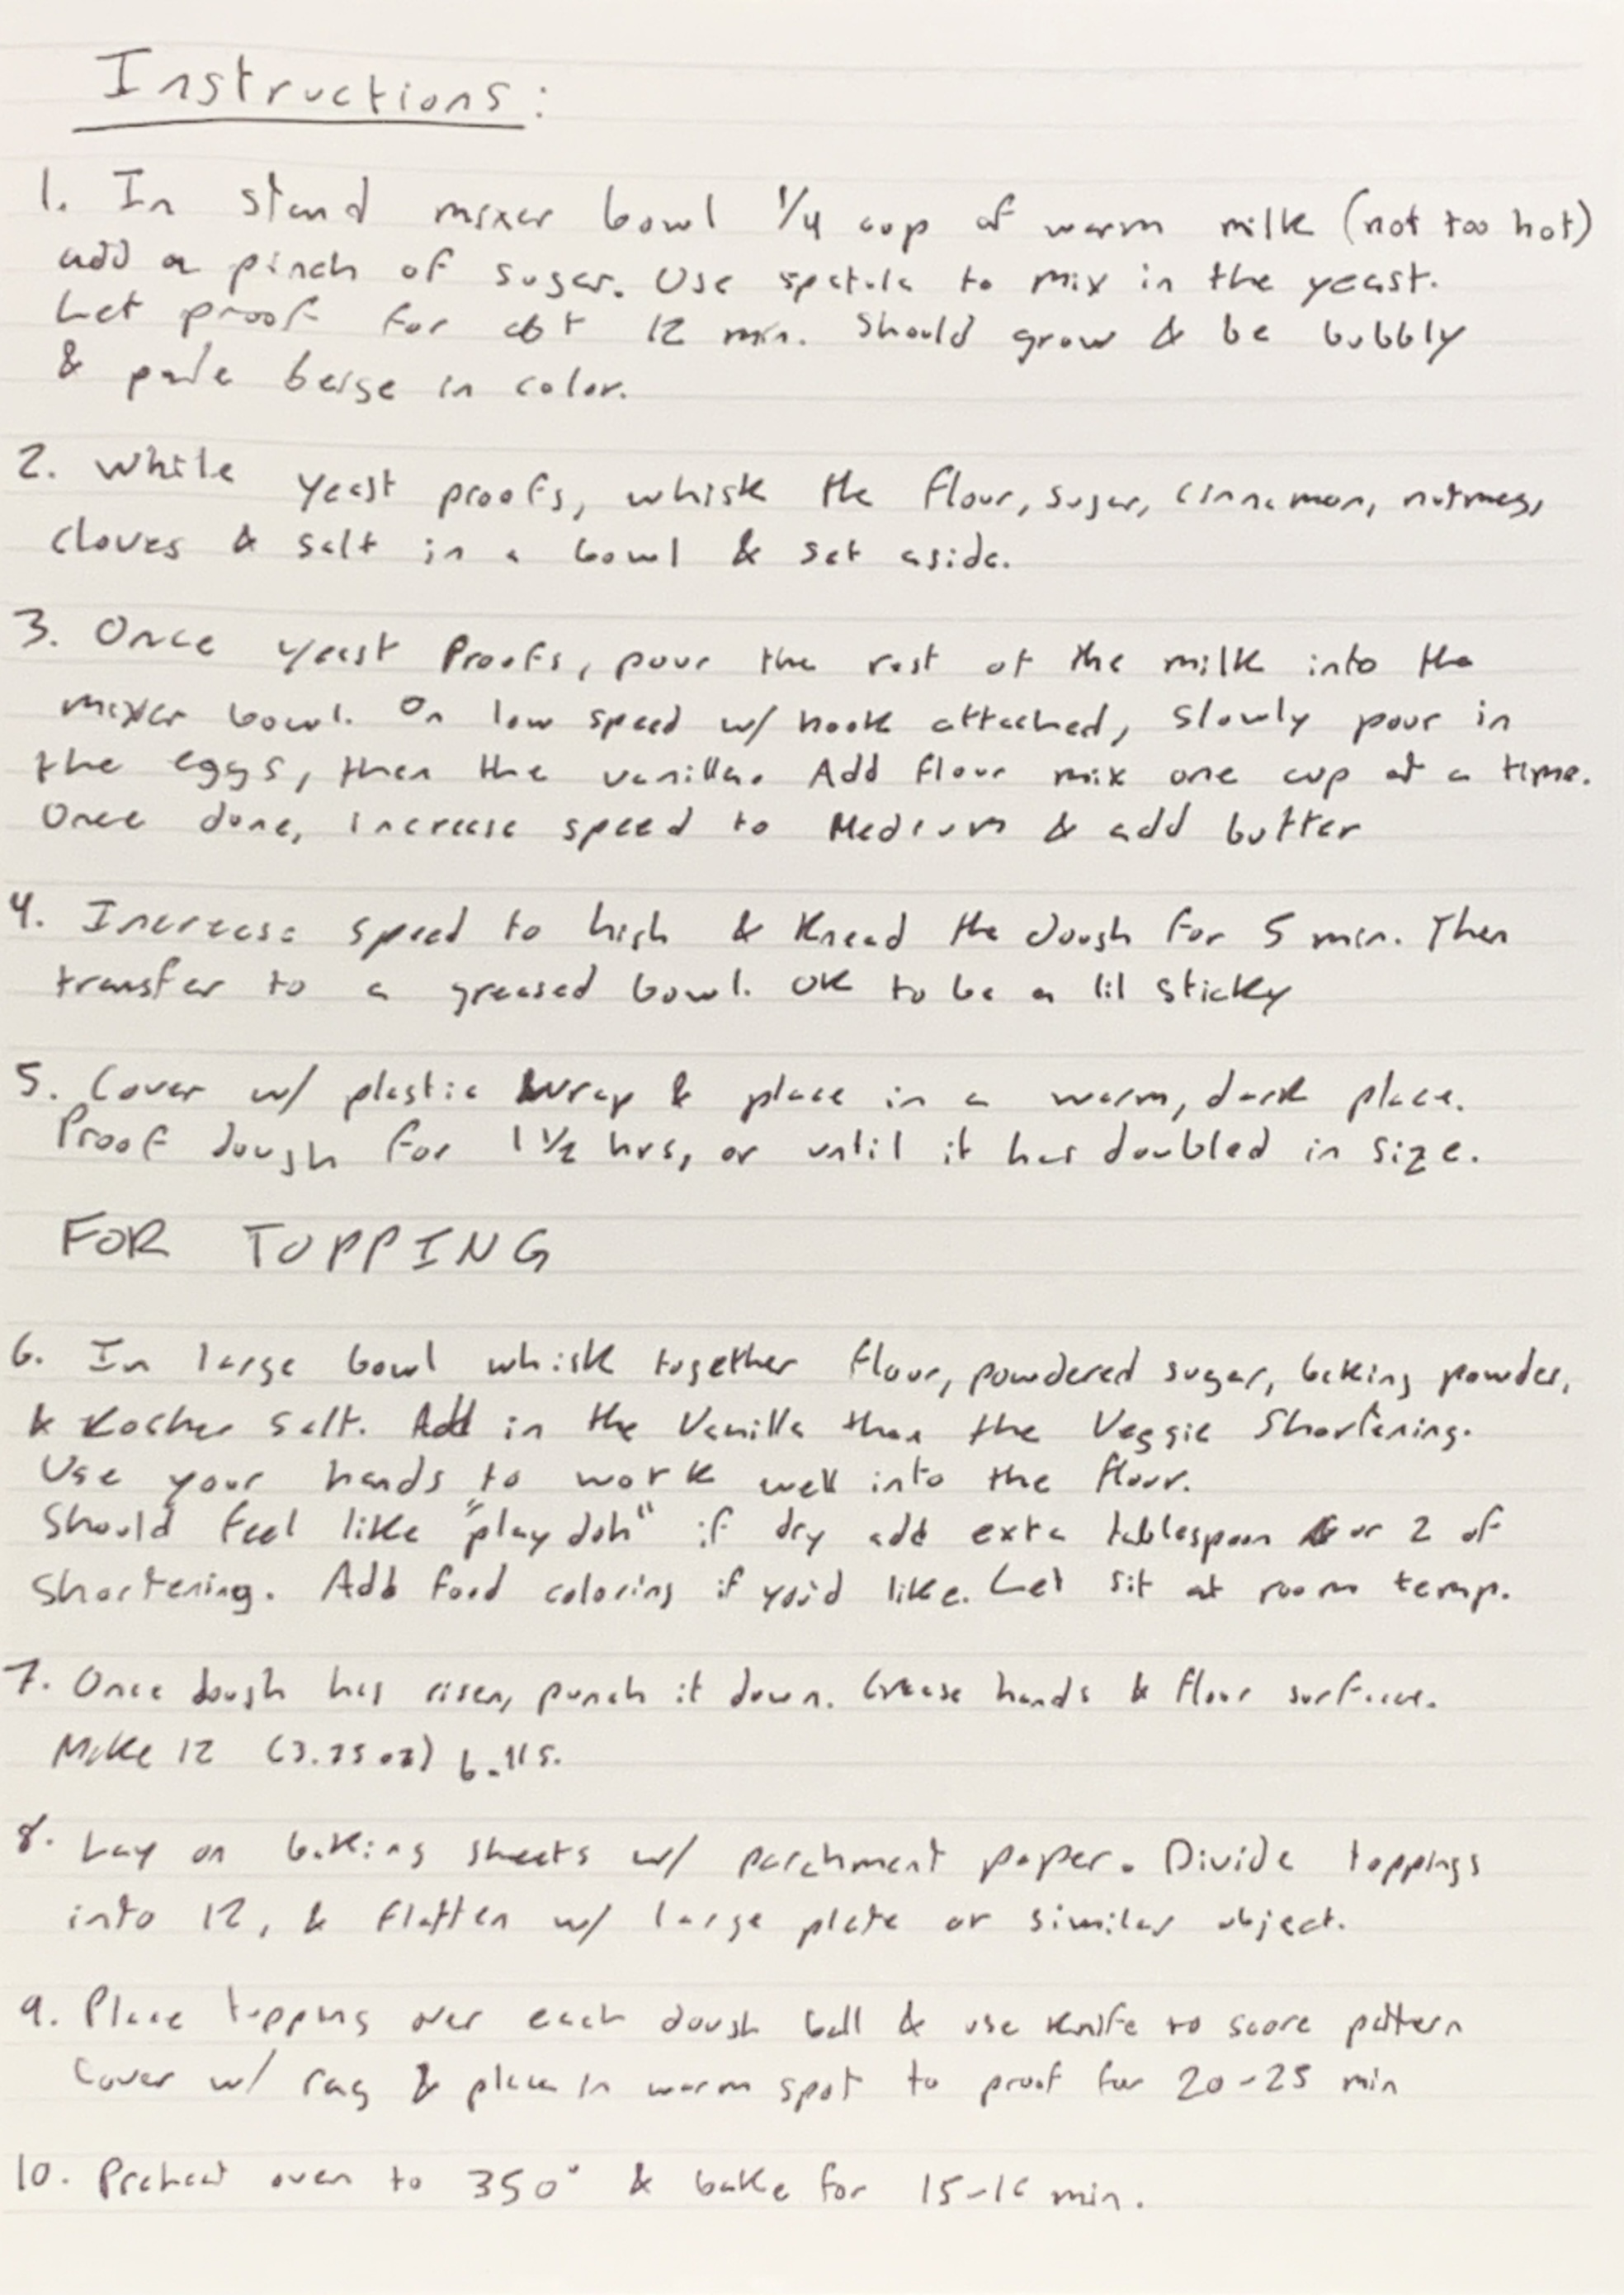 Instructions:
1. In stand mixer bowl 1/4 cup of warm milk (not too hot)
add a pinch of sugar. Use spatula to mix in the yeast.
Let proof for abt 12 min. Should grow & be bubbly
& pale beige in color.
2. While yeast proofs, whisk the flour, sugar, cinnamon, nutmeg,
cloves & salt in a bowl & set aside.
3. Once yeast Proofs, pour the rest of the milk into the
mixer bowl. On low speed w/ hook attached, slowly pour in
the eggs, then the vanilla. Add flour mix one cup at a time.
Once done, increase speed to Medium & add butter
4. Increase speed to high & Knead the dough for 5 min. Then
transfer to a greased bowl. OK to be a lil sticky
5. Cover w/ plastic Wrap & place in a warm, dark place.
Proof dough for 1 1/2 hrs, or until it has doubled in size.
FOR TOPPING
6. In large bowl whisk together flour, powdered sugar, baking powder,
& Kosher Salt. Add in the Vanilla then the Veggie Shortening.
Use your hands to work well into the flour.
Should feel like "play doh" if dry add exta tablespoon or 2 of
Shortening. Add food coloring if you'd like. Let sit at room temp.
7. Once dough has risen, punch it down. Grease hands & flour surface.
Make 12 (3.25oz) balls.
8. Lay on baking sheets w/ parchment paper. Divide toppings
into 12, & flatten w/ large plate or similar object.
9. Place topping over each dough ball & use knife to score pattern
Cover w/ rag & place in warm spot to proof for 20-25 min
10. Preheat oven to 350° & bake for 15-16 min.